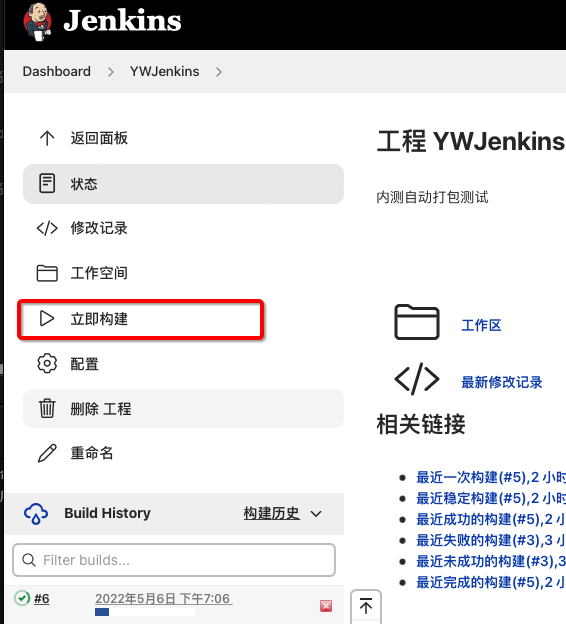 Jenkins
Dashboard
YWJenkins
返回面板
状态
修改记录
工作空间
立即构建
配置
删除 工程
重命名
Build History
构建历史
Filter builds...
#6
2022年5月6日 下午7:06
工程 YWJenkins
内测自动打包测试
工作区
最新修改记录
相关链接
最近一次构建(#5),2 小时
最近稳定构建(#5),2 小时
最近成功的构建(#5),2 小
最近失败的构建(#3),3 小
最近未成功的构建(#3),3
最近完成的构建(#5),2 小